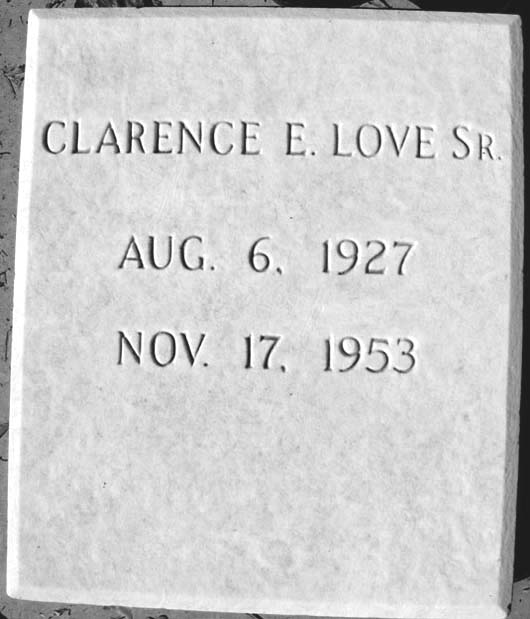 CLARENCE E. LOVE SR.
AUG. 6, 1927
NOV. 17, 1953